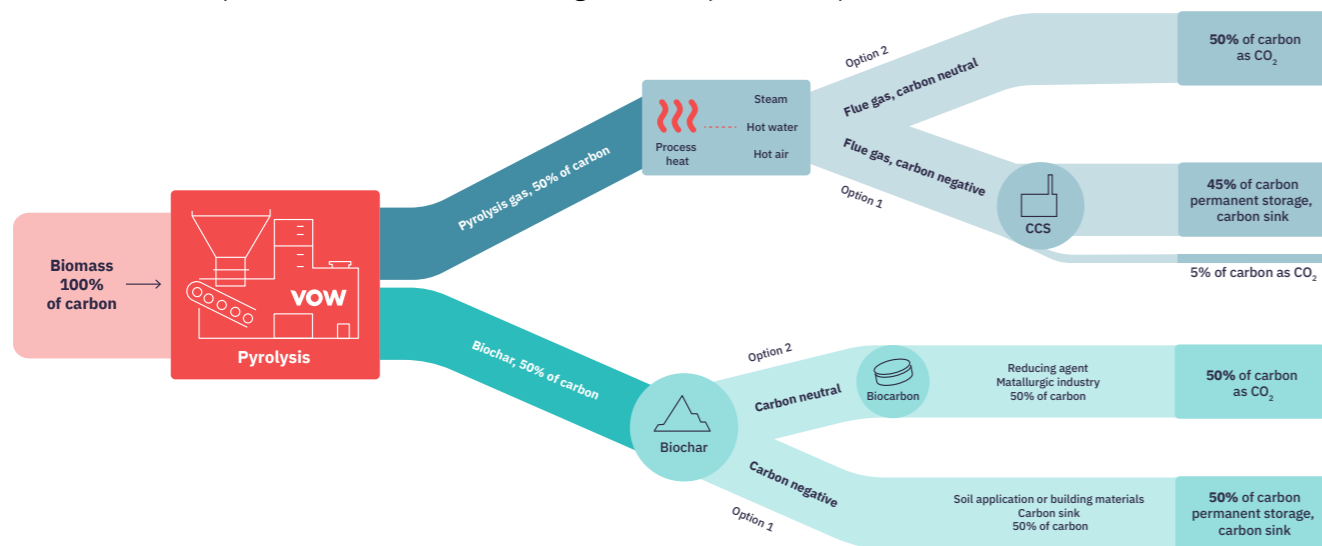 Biomass
100%
of carbon
VOW
Pyrolysis
Pyrolysis gas, 50% of carbon
Biochar, 50% of carbon
Process
heat
Steam
Hot water
Hot air
Option 2
Flue gas, carbon neutral
Flue gas, carbon negative
Option 1
CCS
50% of carbon
as CO₂
45% of carbon
permanent storage,
carbon sink
5% of carbon as CO₂
Biochar
Option 2
Carbon neutral
Biocarbon
Reducing agent
Matallurgic industry
50% of carbon
50% of carbon
as CO₂
Carbon negative
Option 1
Soil application or building materials
Carbon sink
50% of carbon
50% of carbon
permanent storage,
carbon sink